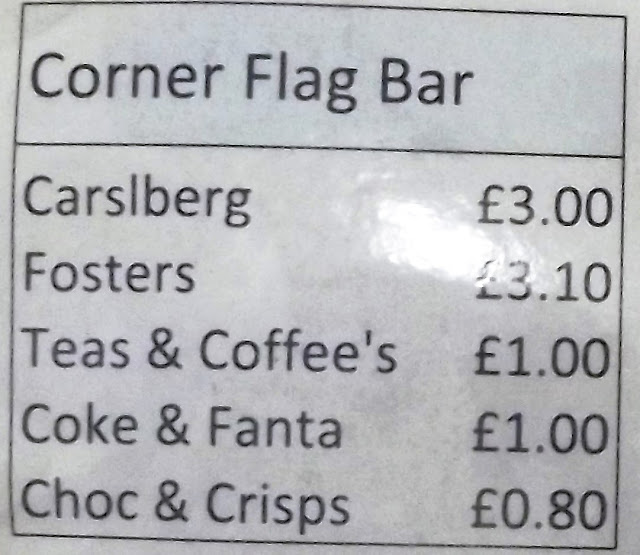 Corner Flag Bar
Carslberg £3.00
Fosters £3.10
Teas & Coffee's £1.00
Coke & Fanta £1.00
Choc & Crisps £0.80